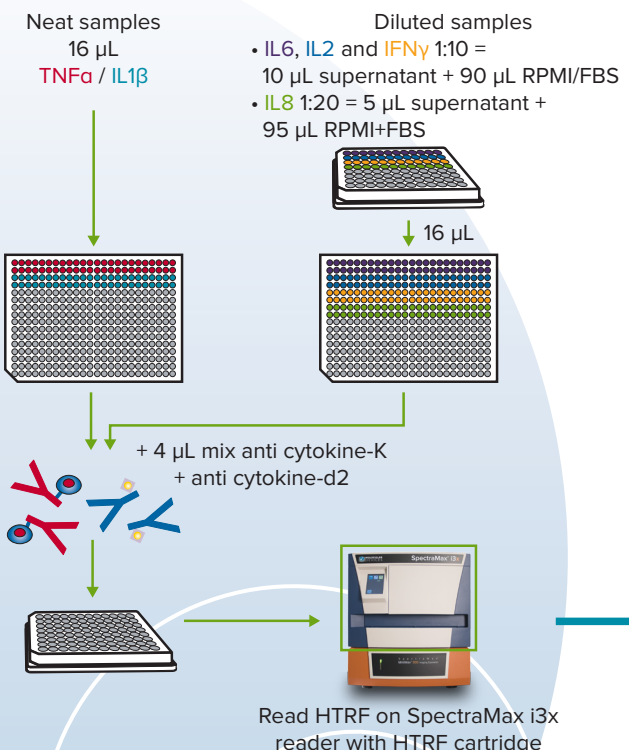 Neat samples
16 µL
TNFα / IL1β
Diluted samples
• IL6, IL2 and IFNγ 1:10 =
10 µL supernatant + 90 µL RPMI/FBS
• IL8 1:20 = 5 µL supernatant +
95 µL RPMI+FBS
16 µL
+ 4 µL mix anti cytokine-K
+ anti cytokine-d2
SpectraMax i3x
Read HTRF on SpectraMax i3x
reader with HTRF cartridge